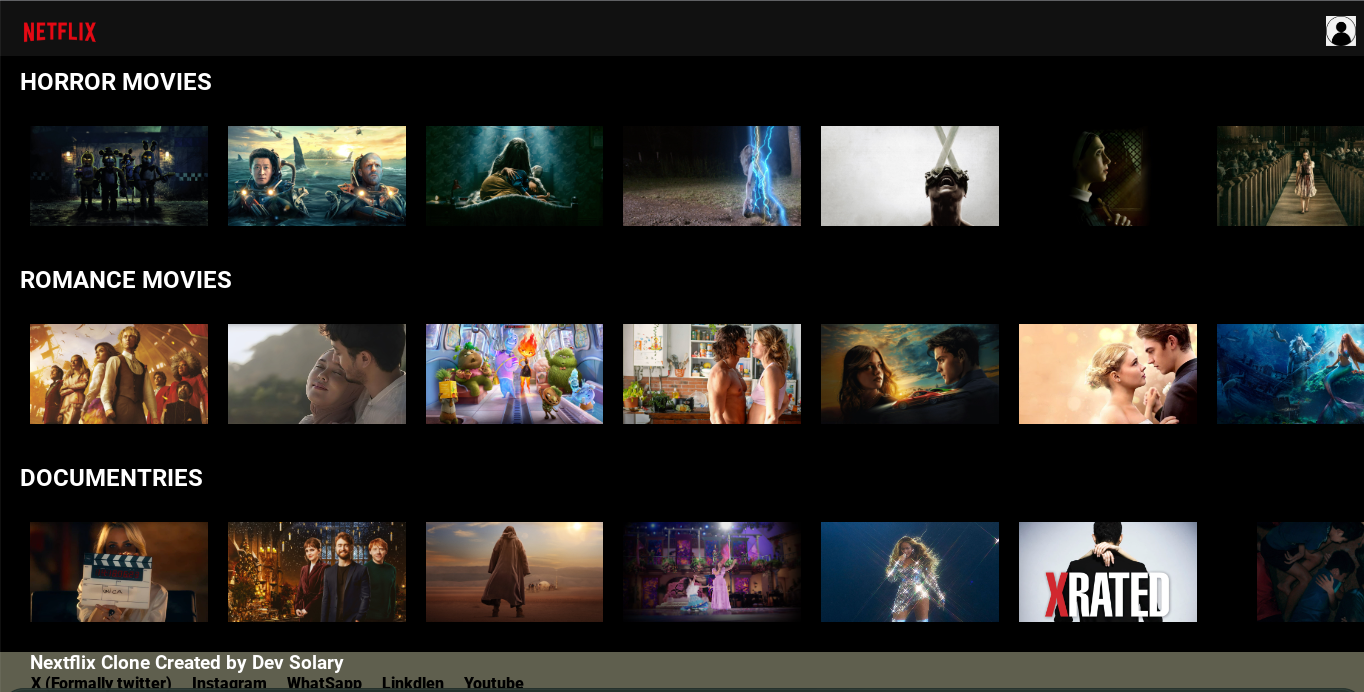 NETFLIX
HORROR MOVIES
ROMANCE MOVIES
DOCUMENTRIES
XRATED
Nextflix Clone Created by Dev Solary
X (Formally twitter) Instagram WhatSapp Linkdlen Youtube